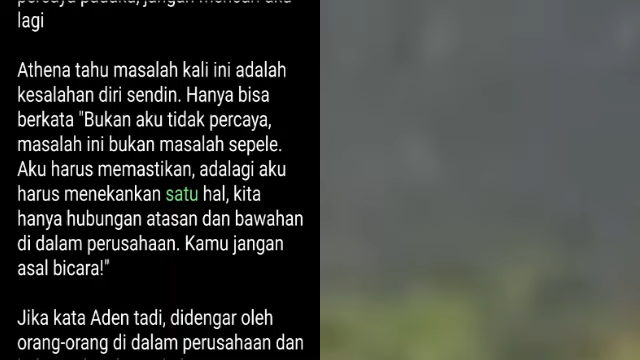 lagi
Athena tahu masalah kali ini adalah
kesalahan diri sendin. Hanya bisa
berkata "Bukan aku tidak percaya,
masalah ini bukan masalah sepele.
Aku harus memastikan, adalagi aku
harus menekankan satu hal, kita
hanya hubungan atasan dan bawahan
di dalam perusahaan. Kamu jangan
asal bicara!"
Jika kata Aden tadi, didengar oleh
orang-orang di dalam perusahaan dan